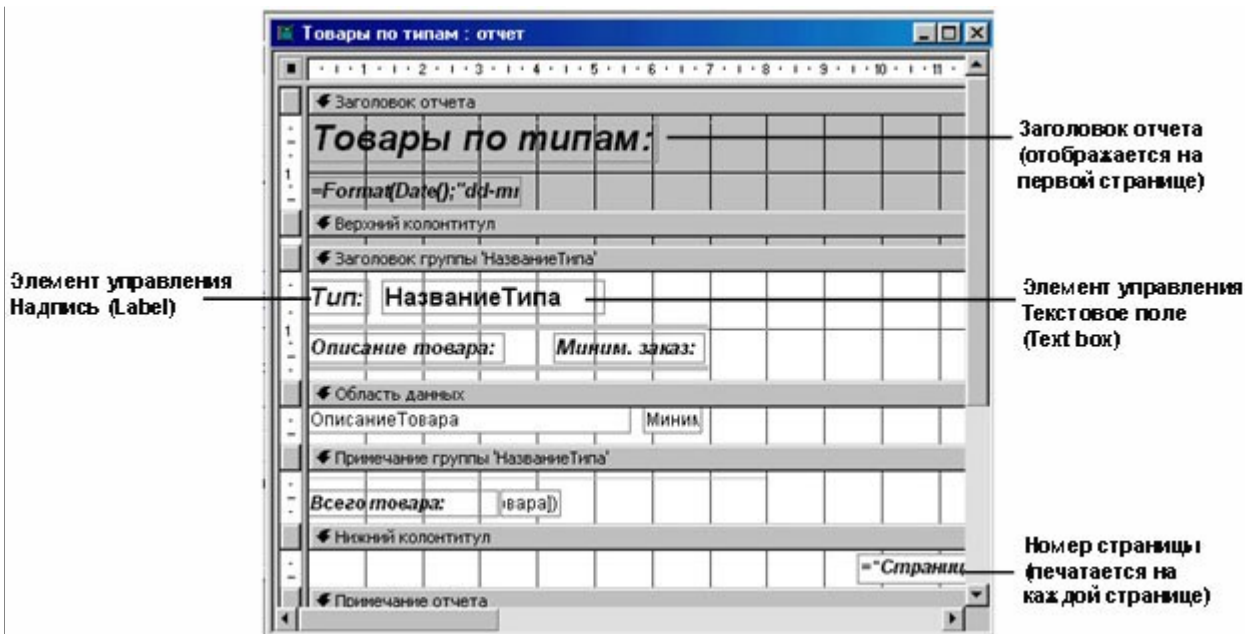 Товары по типам : отчет
· ı · 1 · ı · 2 · ı · 3 · ı · 4 · ı · 5 · ı · 6 · ı · 7 · ı · 8 · ı · 9 · ı · 10 · ı · 11 ·
Заголовок отчета
Товары по типам:
=Format(Date();"dd-mı
Верхний колонтитул
Заголовок группы 'НазваниеТипа'
Тип: НазваниеТипа
Описание товара: Миним. заказ:
Область данных
ОписаниеТовара Миним
Примечание группы 'НазваниеТипа'
Всего товара: вара])
Нижний колонтитул
="Страниц
Примечание отчета
1
1
Элемент управления
Надпись (Label)
Заголовок отчета
(отображается на
первой странице)
Элемент управления
Текстовое поле
(Text box)
Номер страницы
(печатается на
каждой странице)